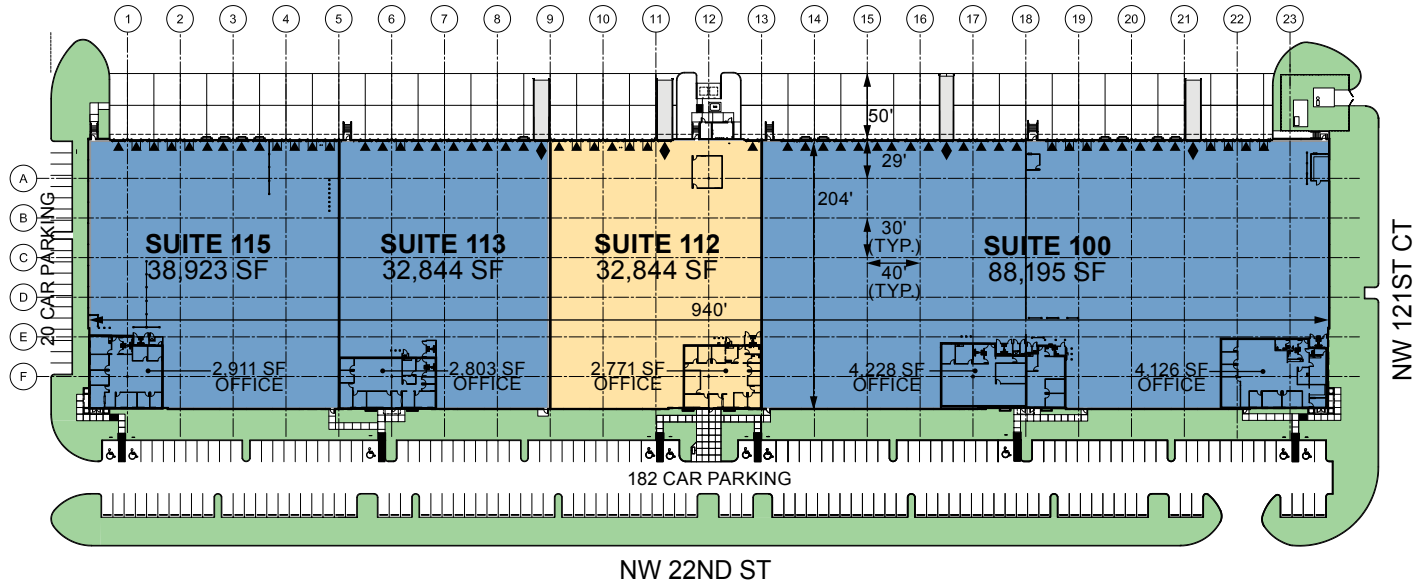 1 2 3 4 5 6 7 8 9 10 11 12 13 14 15 16 17 18 19 20 21 22 23
50'
29'
A
204'
B
30'
(TYP.)
SUITE 115
38,923 SF
SUITE 113
32,844 SF
SUITE 112
32,844 SF
SUITE 100
88,195 SF
C
40'
(TYP.)
D
940'
E
F
2,911 SF
OFFICE
2,803 SF
OFFICE
2,771 SF
OFFICE
4,228 SF
OFFICE
4,126 SF
OFFICE
20 CAR PARKING
NW 121ST CT
182 CAR PARKING
NW 22ND ST